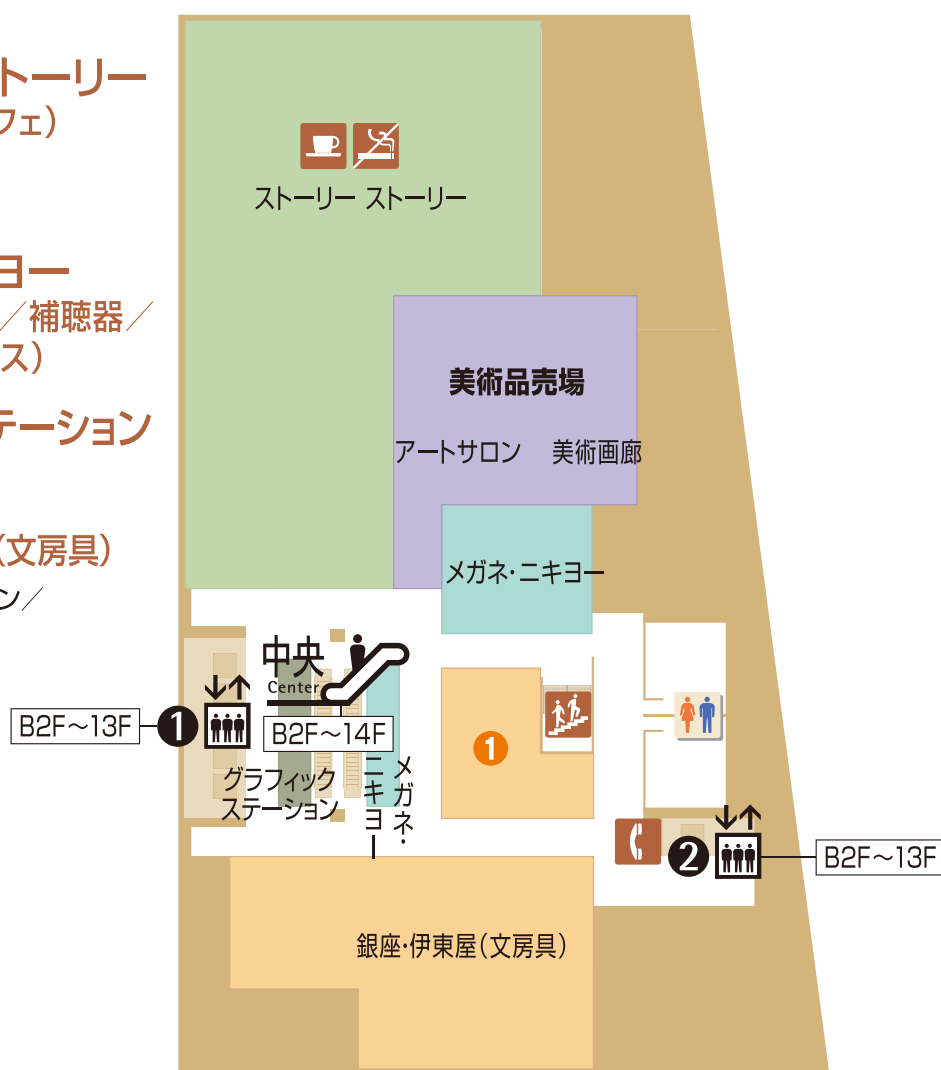 トーリー
フェ）
ヨー
／補聴器／
ス）
テーション
（文房具）
ン／
ストーリー ストーリー
美術品売場
アートサロン　美術画廊
メガネ・ニキヨー
中央
Center
B2F～13F
1
B2F～14F
グラフィック
ステーション
メガネ・
ニキヨー
1
2
B2F～13F
銀座・伊東屋（文房具）